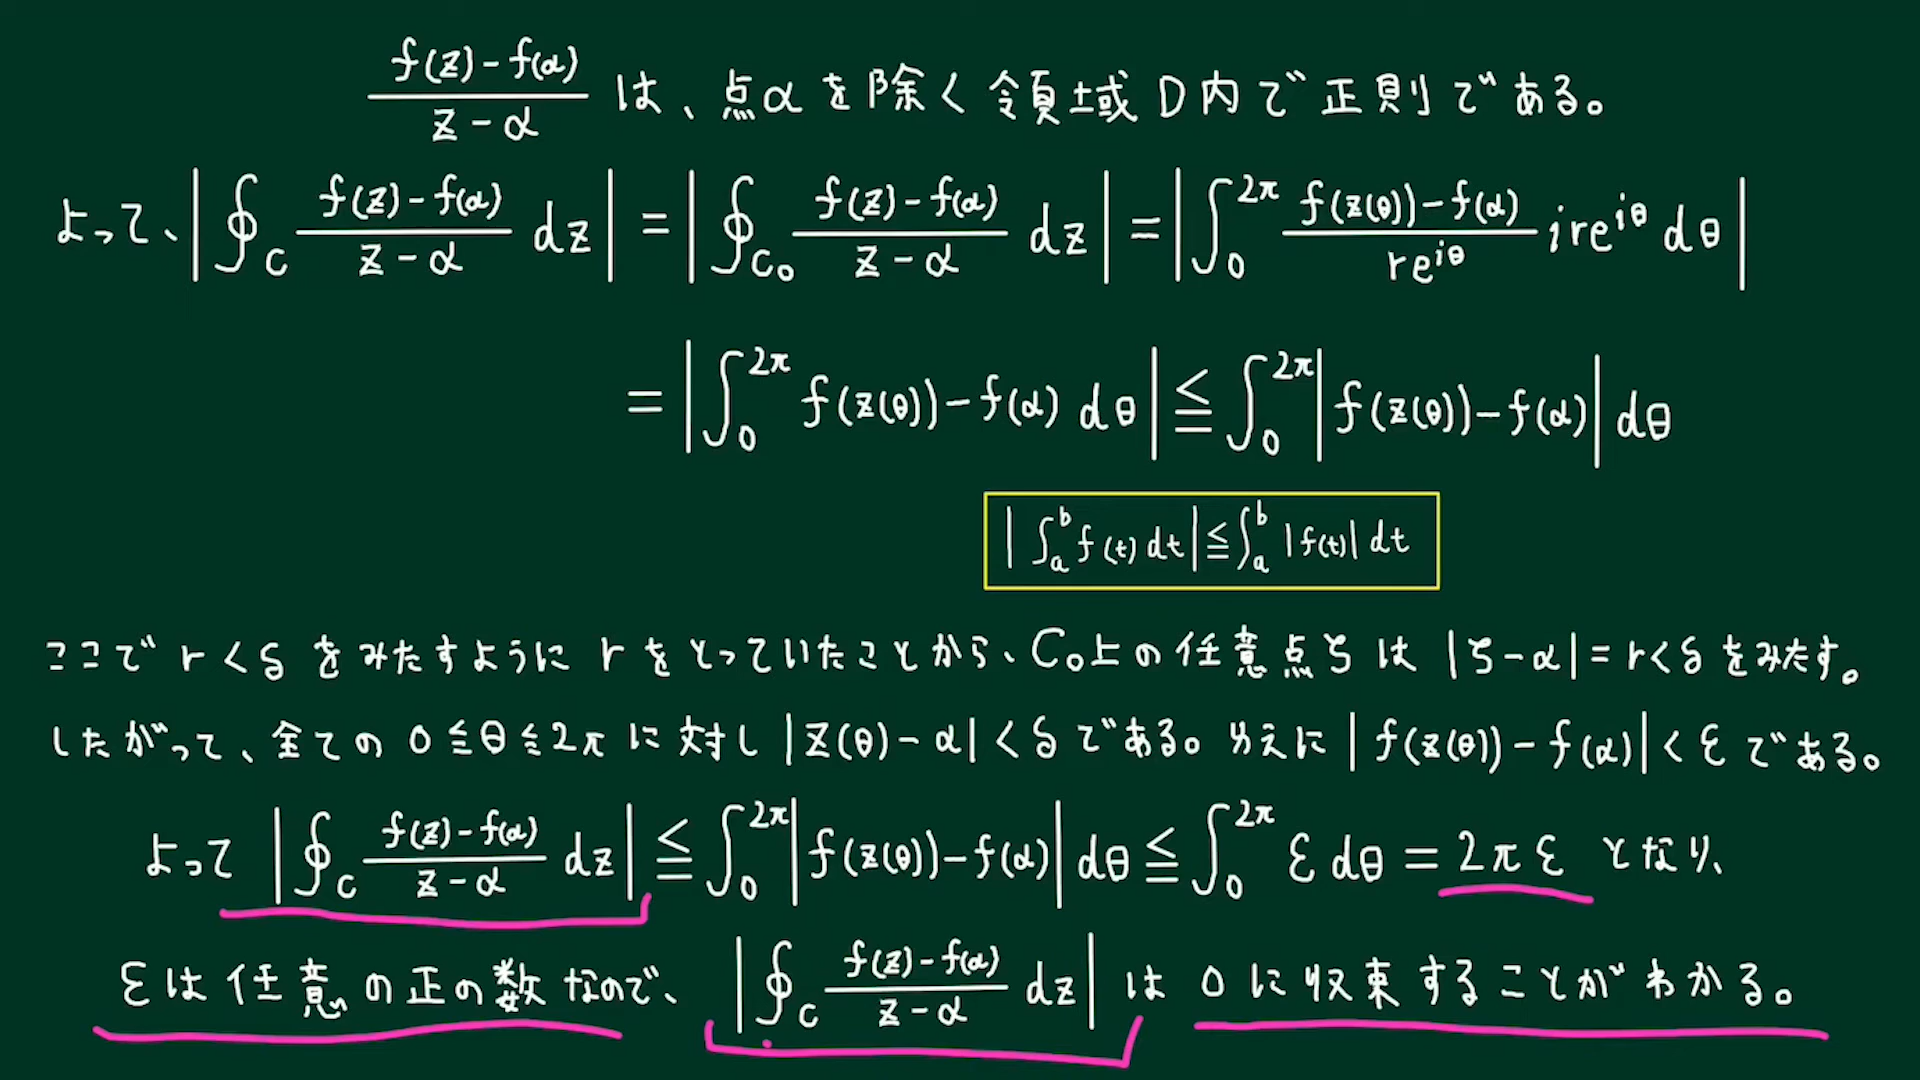 (f(z)-f(α))/(z-α) は、点αを除く領域D内で正則である。
よって、|∮_C (f(z)-f(α))/(z-α) dz| = |∮_C₀ (f(z)-f(α))/(z-α) dz| = |∫_0^2π (f(z(θ))-f(α))/(re^iθ) ire^iθ dθ|
= |∫_0^2π f(z(θ))-f(α) dθ| ≦ ∫_0^2π |f(z(θ))-f(α)| dθ
|∫_a^b f(t) dt| ≦ ∫_a^b |f(t)| dt
ここで r<δ をみたすように r をとっていたことから、C₀上の任意点ζは |ζ-α|=r<δをみたす。
したがって、全ての 0≦θ≦2π に対し |z(θ)-α|<δである。ゆえに |f(z(θ))-f(α)|<εである。
よって |∮_C (f(z)-f(α))/(z-α) dz| ≦ ∫_0^2π |f(z(θ))-f(α)| dθ ≦ ∫_0^2π ε dθ = 2πε となり、
εは任意の正の数なので、|∮_C (f(z)-f(α))/(z-α) dz| は 0に収束することがわかる。